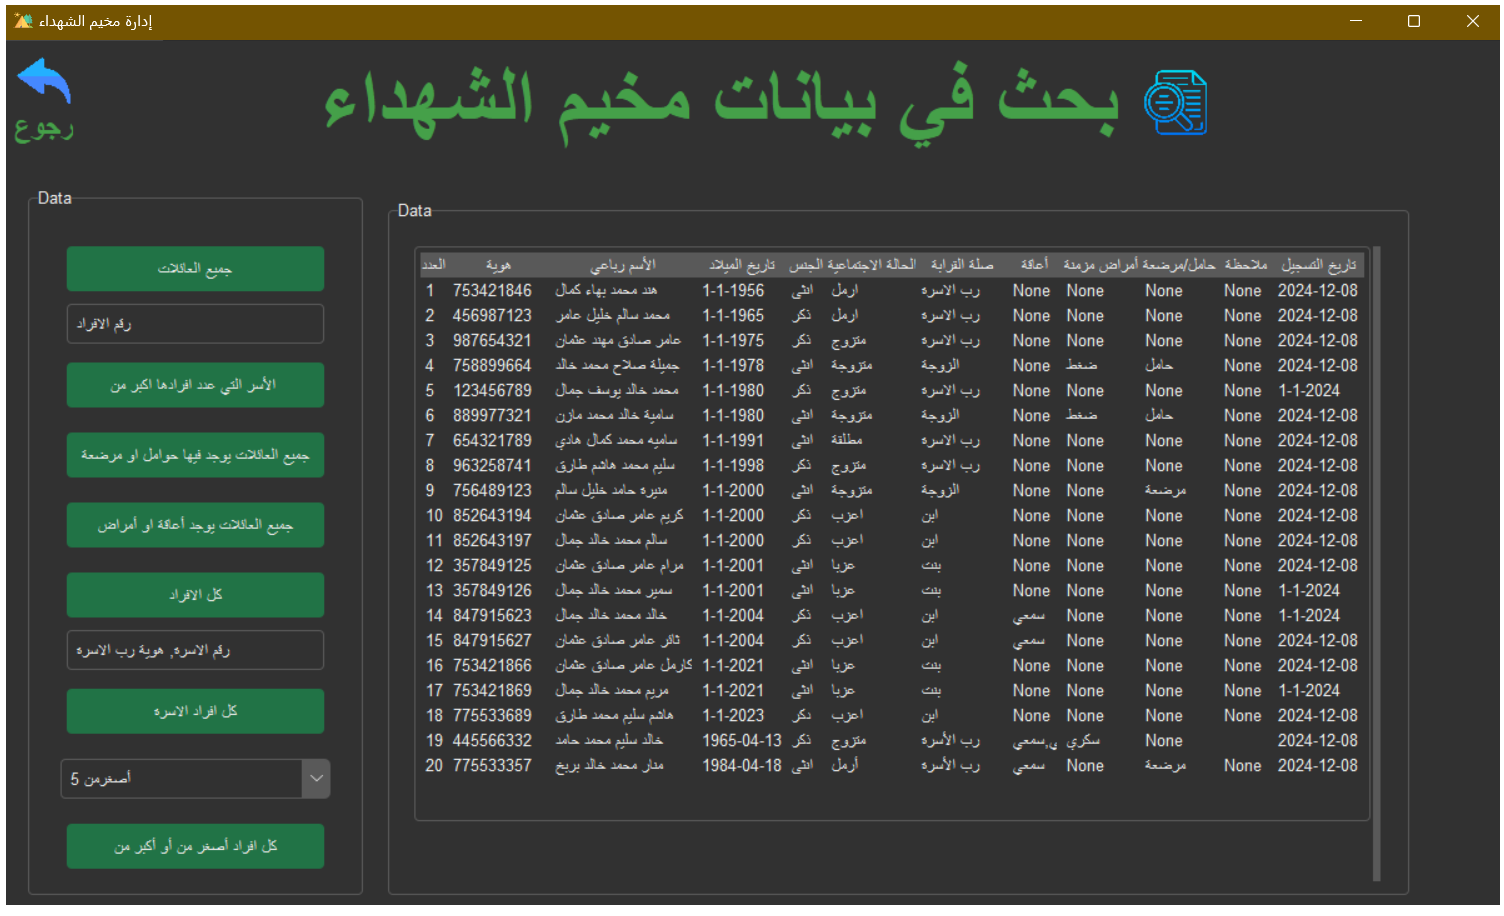 إدارة مخيم الشهداء
رجوع
بحث في بيانات مخيم الشهداء
Data
جميع العائلات
رقم الافراد
الأسر التي عدد افرادها اكبر من
جميع العائلات يوجد فيها حوامل او مرضعة
جميع العائلات يوجد أعاقة او أمراض
كل الافراد
رقم الاسرة, هوية رب الاسرة
كل افراد الاسرة
أصغرمن 5
كل افراد أصغر من أو أكبر من
Data
العدد هوية الأسم رباعي تاريخ الميلاد الجنس الحالة الاجتماعية صلة القرابة أعاقة أمراض مزمنة حامل/مرضعة ملاحظة تاريخ التسجيل
1 753421846 هند محمد بهاء كمال 1-1-1956 انثى ارمل رب الاسرة None None None None 2024-12-08
2 456987123 محمد سالم خليل عامر 1-1-1965 ذكر ارمل رب الاسرة None None None None 2024-12-08
3 987654321 عامر صادق مهند عثمان 1-1-1975 ذكر متزوج رب الاسرة None None None None 2024-12-08
4 758899664 جميلة صلاح محمد خالد 1-1-1978 انثى متزوجة الزوجة None ضغط حامل None 2024-12-08
5 123456789 محمد خالد يوسف جمال 1-1-1980 ذكر متزوج رب الاسرة None None None None 1-1-2024
6 889977321 سامية خالد محمد مازن 1-1-1980 انثى متزوجة الزوجة None ضغط حامل None 2024-12-08
7 654321789 ساميه محمد كمال هادي 1-1-1991 انثى مطلقة رب الاسرة None None None None 2024-12-08
8 963258741 سليم محمد هاشم طارق 1-1-1998 ذكر متزوج رب الاسرة None None None None 2024-12-08
9 756489123 منيرة حامد خليل سالم 1-1-2000 انثى متزوجة الزوجة None None مرضعة None 2024-12-08
10 852643194 كريم عامر صادق عثمان 1-1-2000 ذكر اعزب ابن None None None None 2024-12-08
11 852643197 سالم محمد خالد جمال 1-1-2000 ذكر اعزب ابن None None None None 2024-12-08
12 357849125 مرام عامر صادق عثمان 1-1-2001 انثى عزبا بنت None None None None 2024-12-08
13 357849126 سمير محمد خالد جمال 1-1-2001 انثى عزبا بنت None None None None 1-1-2024
14 847915623 خالد محمد خالد جمال 1-1-2004 ذكر اعزب ابن سمعي None None None 1-1-2024
15 847915627 ثائر عامر صادق عثمان 1-1-2004 ذكر اعزب ابن سمعي None None None 2024-12-08
16 753421866 كارمل عامر صادق عثمان 1-1-2021 انثى عزبا بنت None None None None 2024-12-08
17 753421869 مريم محمد خالد جمال 1-1-2021 انثى عزبا بنت None None None None 1-1-2024
18 775533689 هاشم سليم محمد طارق 1-1-2023 ذكر اعزب ابن None None None None 2024-12-08
19 445566332 خالد سليم محمد حامد 1965-04-13 ذكر متزوج رب الأسرة ي,سمعي سكري None 2024-12-08
20 775533357 منار محمد خالد بربخ 1984-04-18 انثى أرمل رب الأسرة سمعي None مرضعة None 2024-12-08